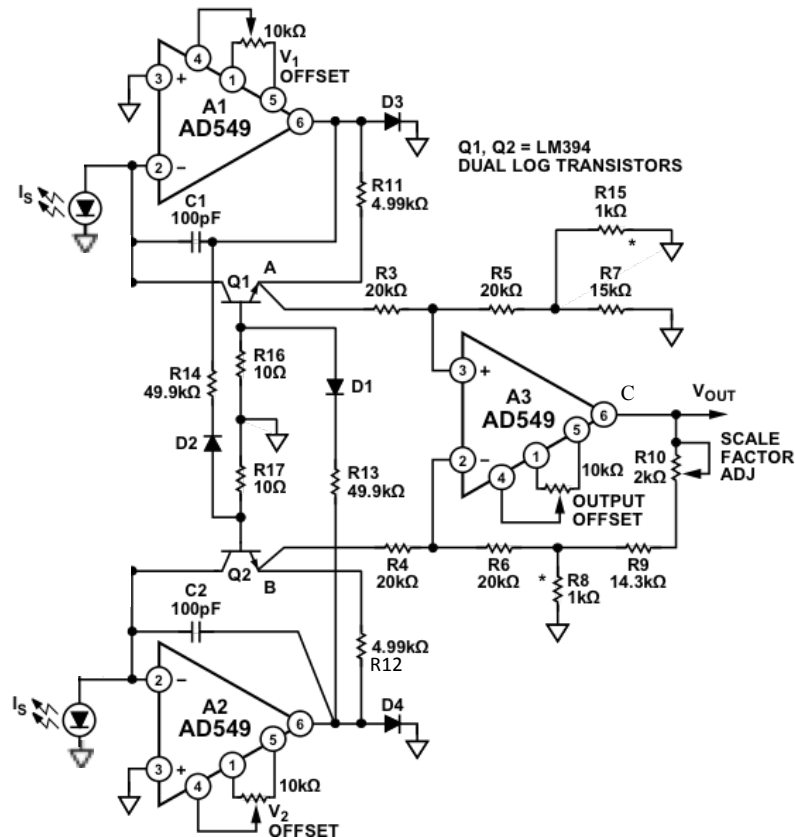 10kΩ
V1
OFFSET
4
1
5
3
+
A1
AD549
6
2
−
D3
IS
C1
100pF
R11
4.99kΩ
Q1, Q2 = LM394
DUAL LOG TRANSISTORS
R15
1kΩ
*
Q1
A
R3
20kΩ
R5
20kΩ
R7
15kΩ
R14
49.9kΩ
R16
10Ω
D1
3
+
A3
AD549
6
C
VOUT
5
2
−
1
4
10kΩ
OUTPUT
OFFSET
R10
2kΩ
SCALE
FACTOR
ADJ
D2
R17
10Ω
R13
49.9kΩ
Q2
B
R4
20kΩ
R6
20kΩ
*
R8
1kΩ
R9
14.3kΩ
C2
100pF
4.99kΩ
R12
IS
2
−
A2
AD549
6
D4
5
3
+
1
4
10kΩ
V2
OFFSET